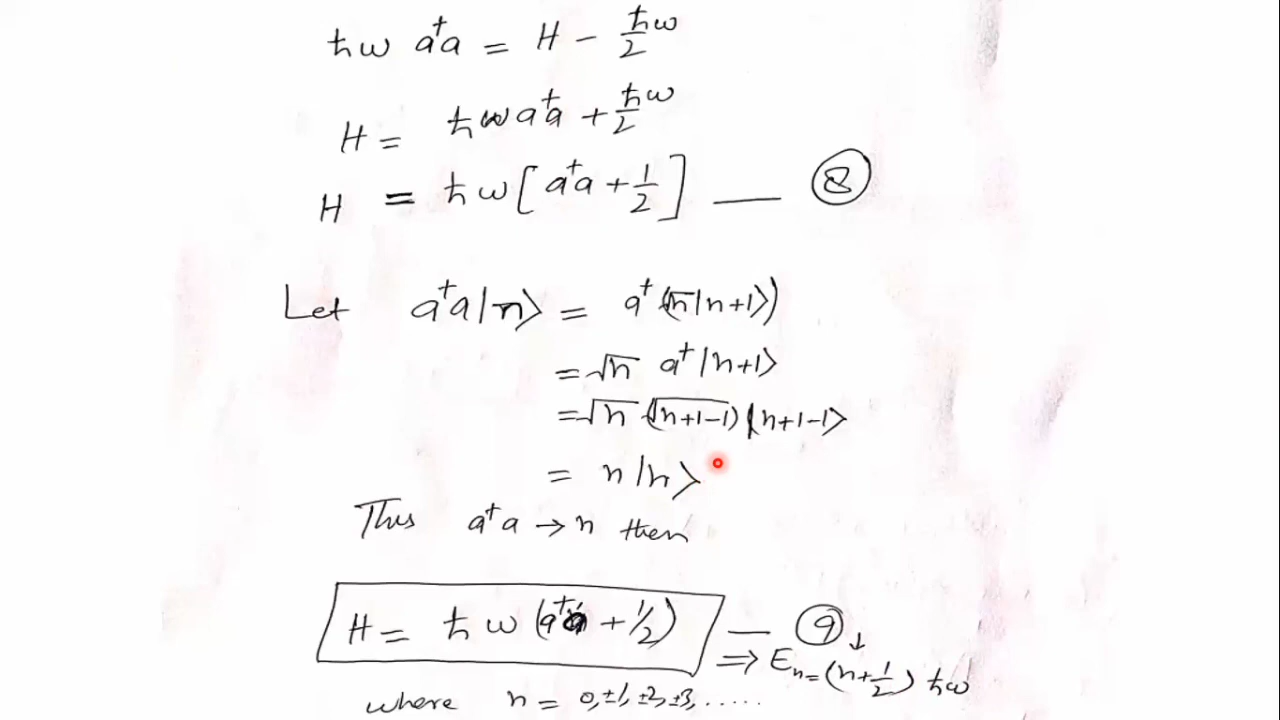 ħω a†a = H − ħω/2
H = ħω a†a + ħ/2 ω
H = ħω [a†a + 1/2] — ⑧
Let a†a|n⟩ = a†(√n|n+1⟩)
= √n a†|n+1⟩
= √n (√n+1−1)|n+1−1⟩
= n|n⟩
Thus a†a → n then
H = ħω (a†a + 1/2) — ⑨ ↓
⇒ En = (n + 1/2) ħω
where n = 0, ±1, ±2, ±3, .....